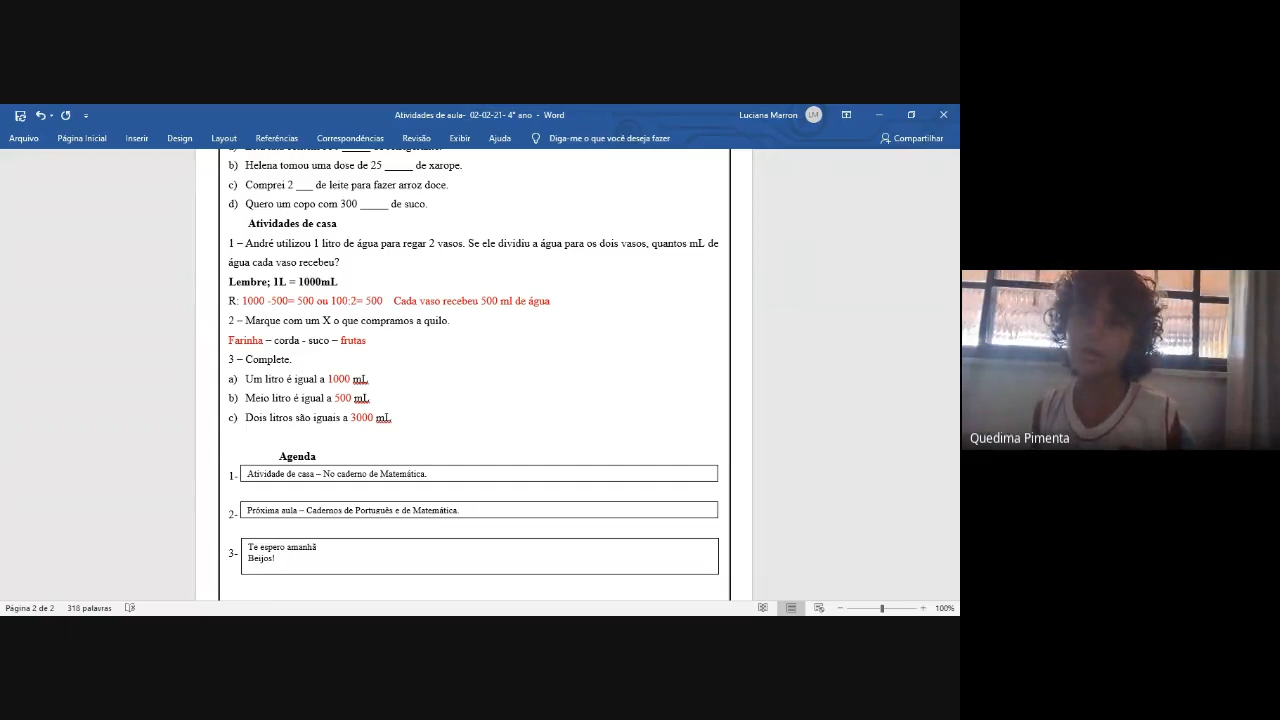 Atividades de aula- 02-02-21- 4° ano - Word
Luciana Marron
LM
Arquivo Página Inicial Inserir Design Layout Referências Correspondências Revisão Exibir Ajuda Diga-me o que você deseja fazer Compartilhar
b) Helena tomou uma dose de 25 _____ de xarope.
c) Comprei 2 ___ de leite para fazer arroz doce.
d) Quero um copo com 300 _____ de suco.
Atividades de casa
1 – André utilizou 1 litro de água para regar 2 vasos. Se ele dividiu a água para os dois vasos, quantos mL de
água cada vaso recebeu?
Lembre; 1L = 1000mL
R: 1000 -500= 500 ou 100:2= 500 Cada vaso recebeu 500 ml de água
2 – Marque com um X o que compramos a quilo.
Farinha – corda - suco – frutas
3 – Complete.
a) Um litro é igual a 1000 mL
b) Meio litro é igual a 500 mL
c) Dois litros são iguais a 3000 mL
Agenda
1- Atividade de casa – No caderno de Matemática.
2- Próxima aula – Cadernos de Português e de Matemática.
3- Te espero amanhã
Beijos!
Página 2 de 2 318 palavras 100%
Quedima Pimenta